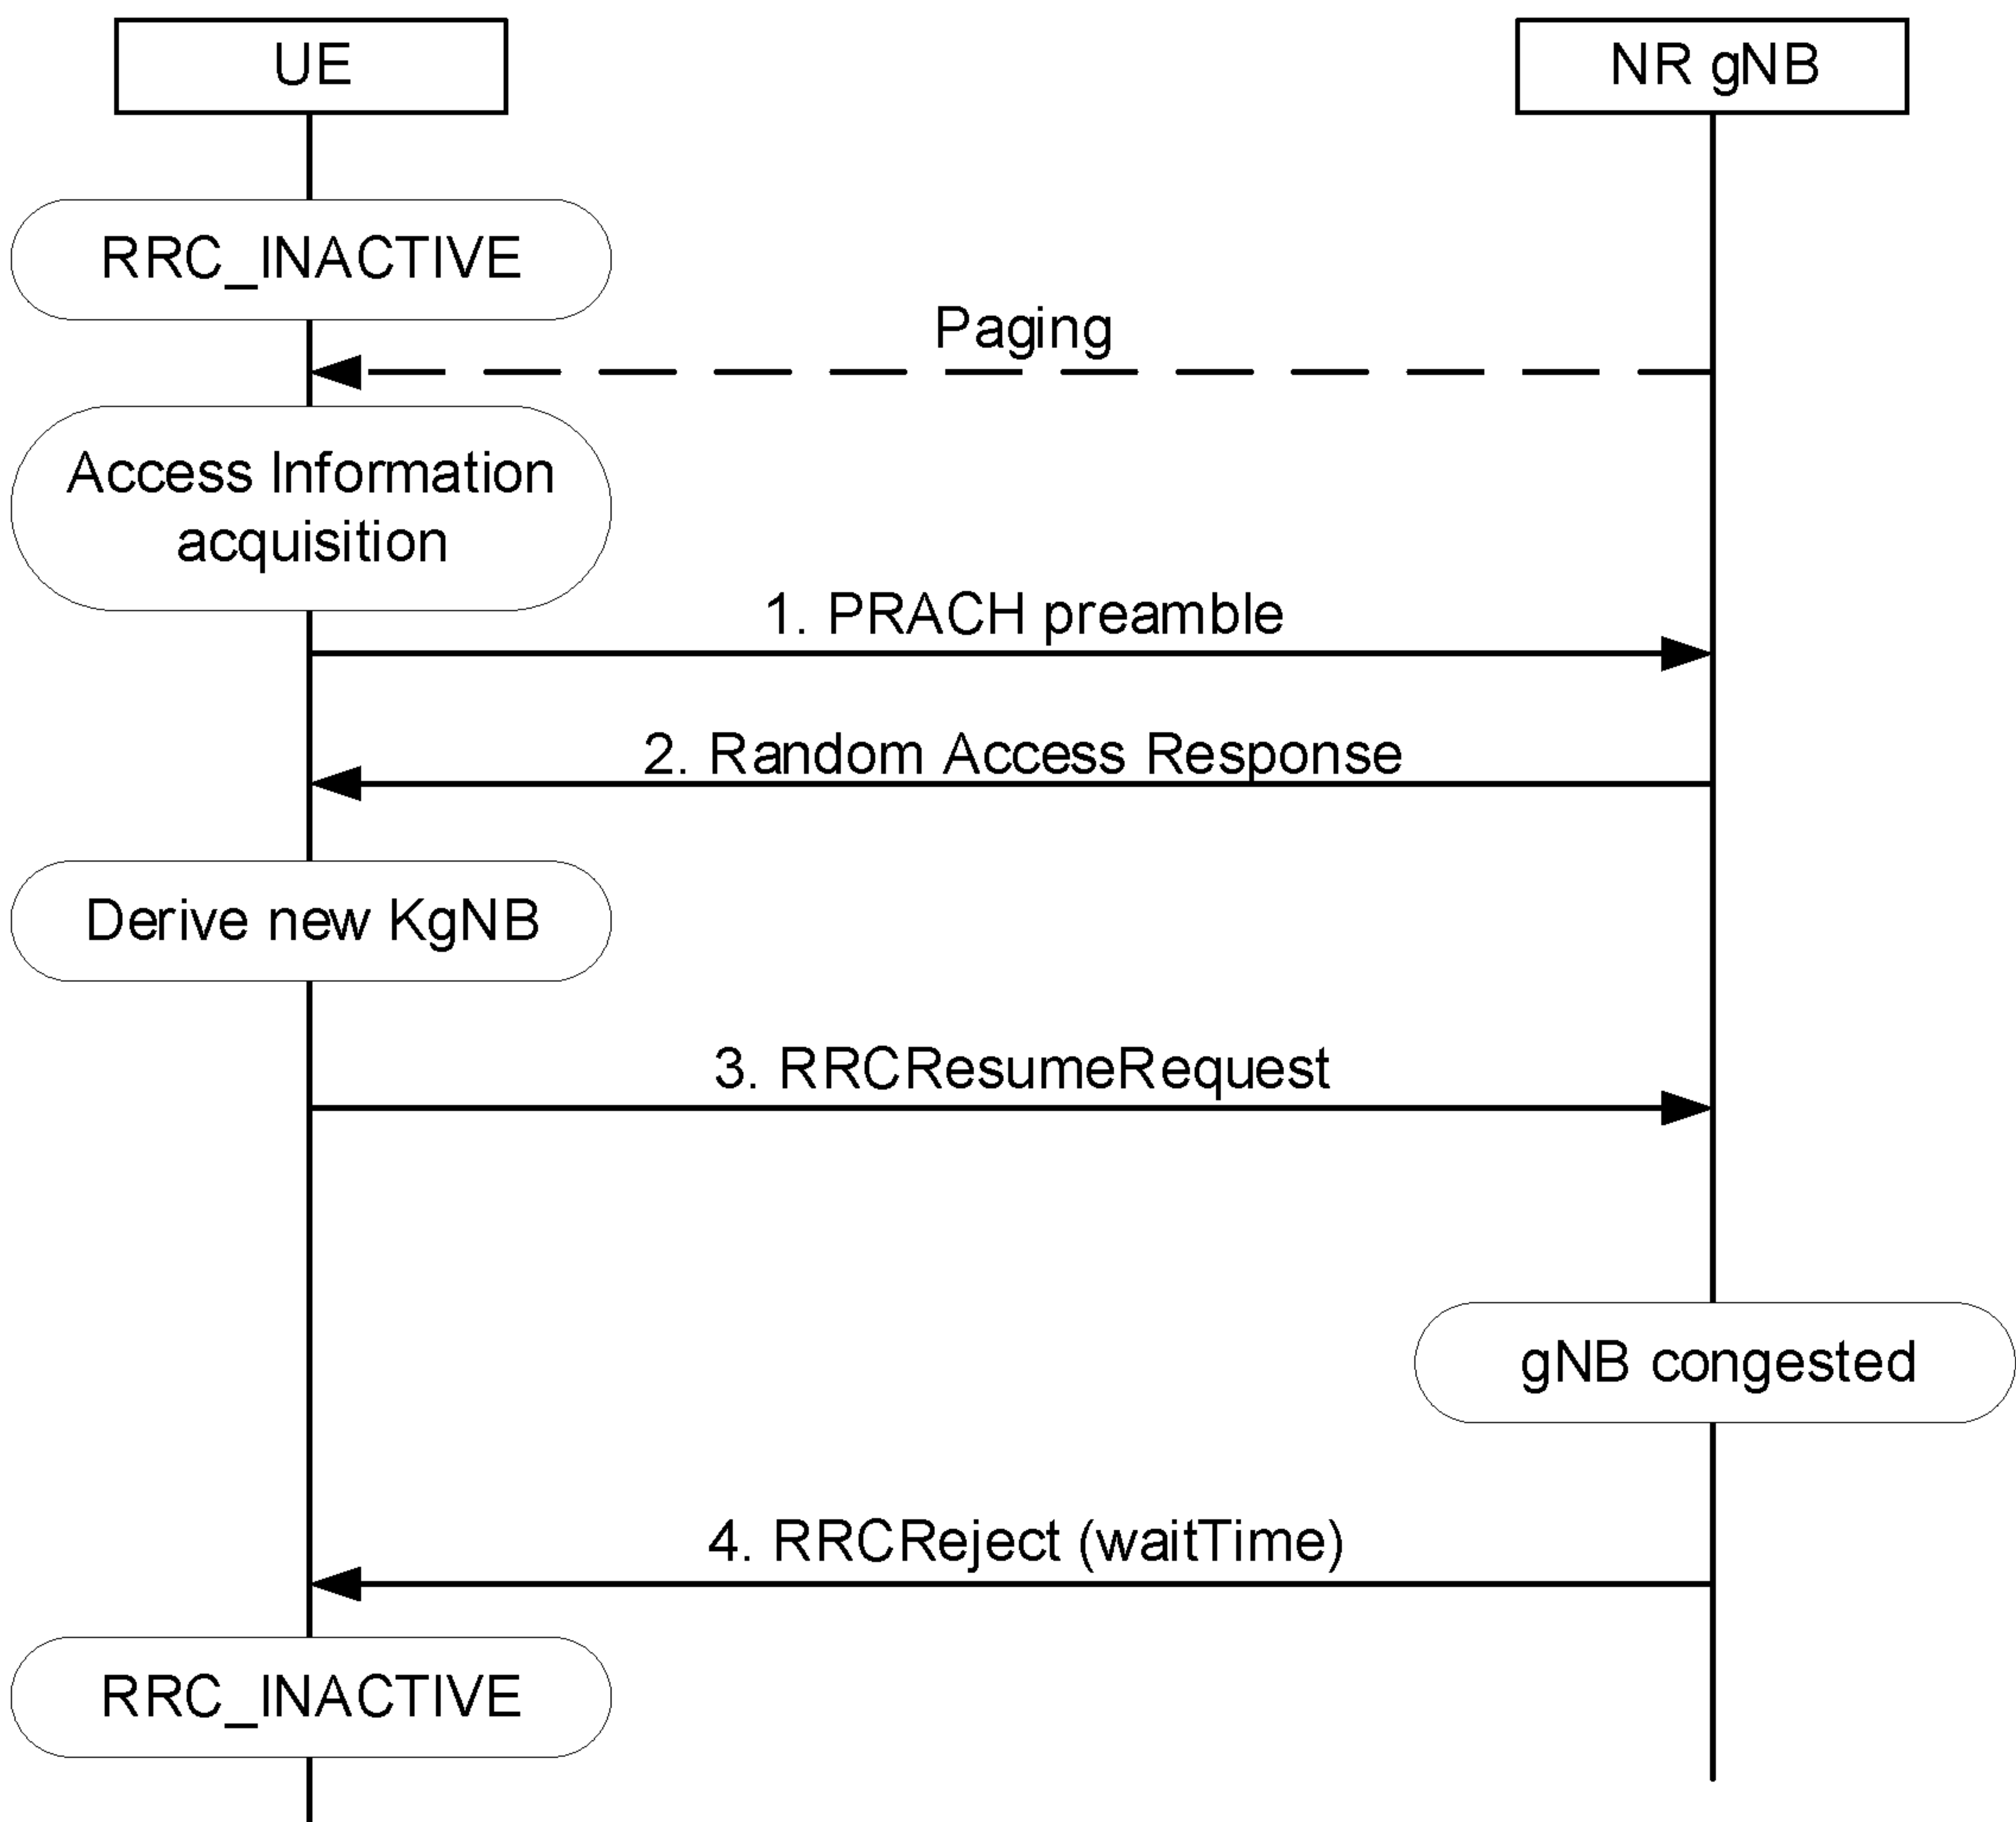 UE
NR gNB
RRC_INACTIVE
Paging
Access Information
acquisition
1. PRACH preamble
2. Random Access Response
Derive new KgNB
3. RRCResumeRequest
gNB congested
4. RRCReject (waitTime)
RRC_INACTIVE